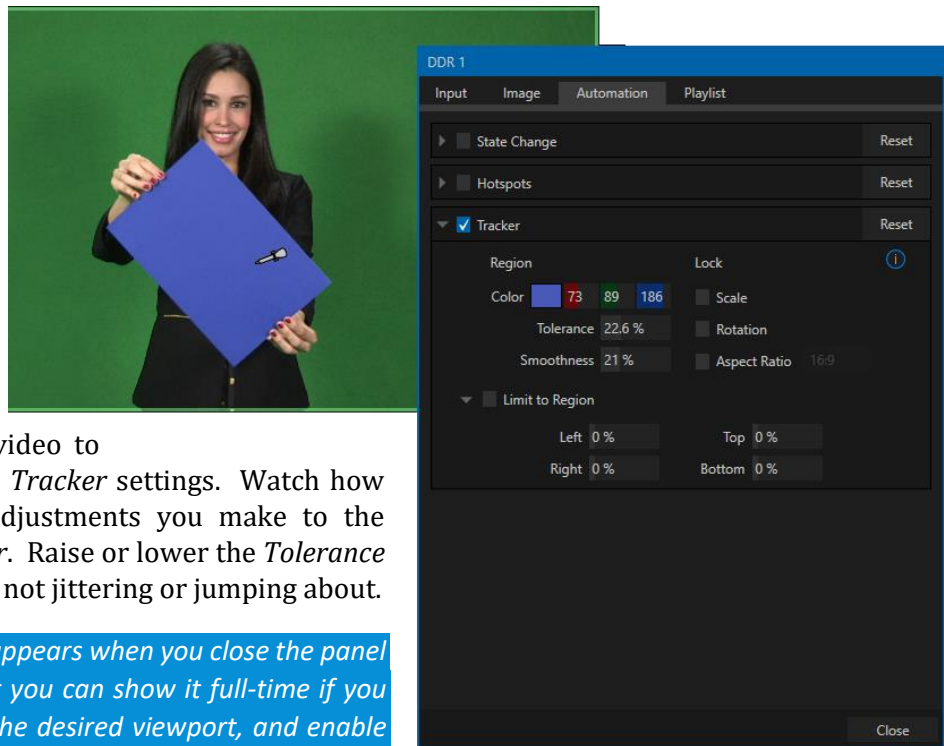 DDR 1
Input Image Automation Playlist
State Change Reset
Hotspots Reset
Tracker Reset
Region Lock
Color 73 89 186 Scale
Tolerance 22.6 % Rotation
Smoothness 21 % Aspect Ratio 16:9
Limit to Region
Left 0 % Top 0 %
Right 0 % Bottom 0 %
Close
video to
Tracker settings. Watch how
adjustments you make to the
Raise or lower the Tolerance
not jittering or jumping about.
appears when you close the panel
you can show it full-time if you
the desired viewport, and enable